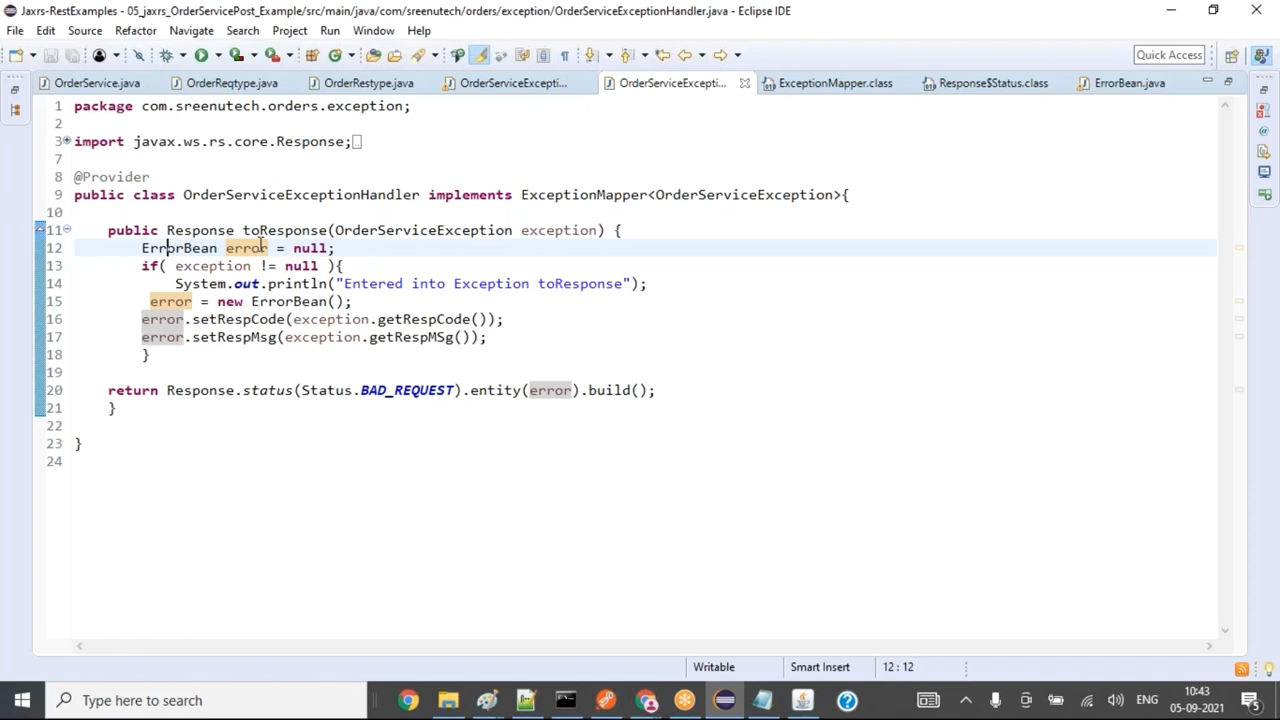 Jaxrs-RestExamples - 05_jaxrs_OrderServicePost_Example/src/main/java/com/sreenutech/orders/exception/OrderServiceExceptionHandler.java - Eclipse IDE
File Edit Source Refactor Navigate Search Project Run Window Help
Quick Access
OrderService.java OrderReqtype.java OrderRestype.java OrderServiceExcepti... OrderServiceExcepti... ExceptionMapper.class Response$Status.class ErrorBean.java
1 package com.sreenutech.orders.exception;
2
3 import javax.ws.rs.core.Response;
7
8 @Provider
9 public class OrderServiceExceptionHandler implements ExceptionMapper<OrderServiceException>{
10
11 public Response toResponse(OrderServiceException exception) {
12 ErrorBean error = null;
13 if( exception != null ){
14 System.out.println("Entered into Exception toResponse");
15 error = new ErrorBean();
16 error.setRespCode(exception.getRespCode());
17 error.setRespMsg(exception.getRespMSg());
18 }
19
20 return Response.status(Status.BAD_REQUEST).entity(error).build();
21 }
22
23 }
24
Writable Smart Insert 12 : 12
Type here to search
ENG
10:43
05-09-2021
5